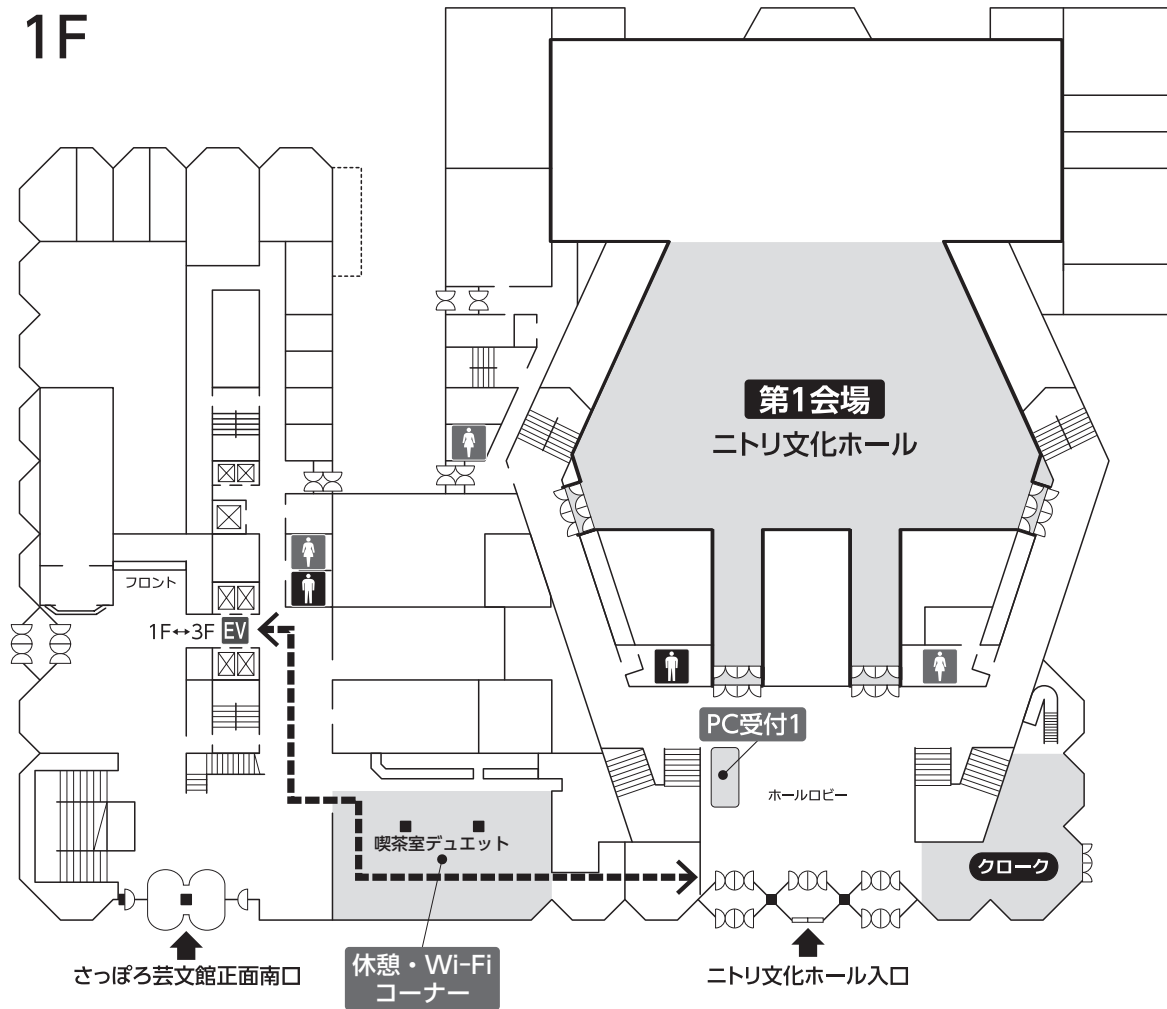 1F
第1会場
ニトリ文化ホール
フロント
1F↔3F EV
PC受付1
ホールロビー
喫茶室デュエット
クローク
休憩・Wi-Fi
コーナー
さっぽろ芸文館正面南口
ニトリ文化ホール入口